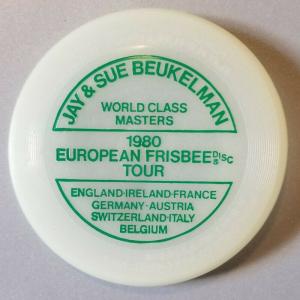 JAY & SUE BEUKELMAN
WORLD CLASS
MASTERS
1980
EUROPEAN FRISBEE DISC
TOUR
ENGLAND·IRELAND·FRANCE
GERMANY·AUSTRIA
SWITZERLAND·ITALY
BELGIUM